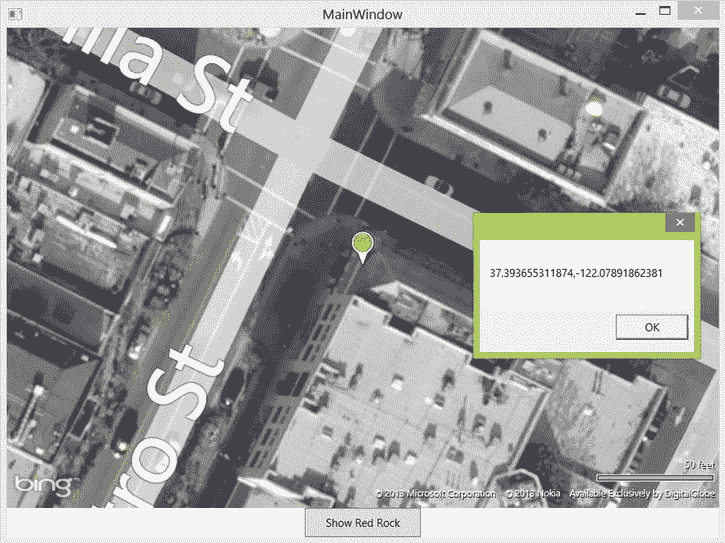 MainWindow
lla St
37.393655311874,-122.07891862381
OK
tro St
50 feet
bing
© 2013 Microsoft Corporation © 2013 Nokia Available Exclusively by DigitalGlobe
Show Red Rock